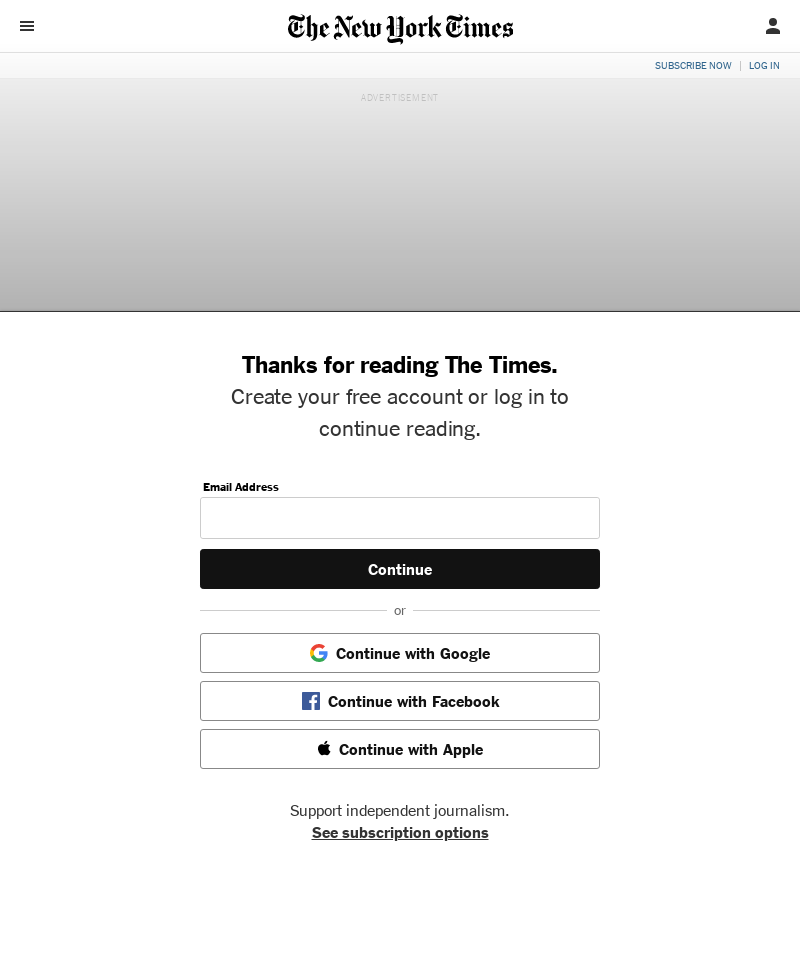 The New York Times
SUBSCRIBE NOW | LOG IN
ADVERTISEMENT
Thanks for reading The Times.
Create your free account or log in to
continue reading.
Email Address
Continue
or
Continue with Google
Continue with Facebook
Continue with Apple
Support independent journalism.
See subscription options